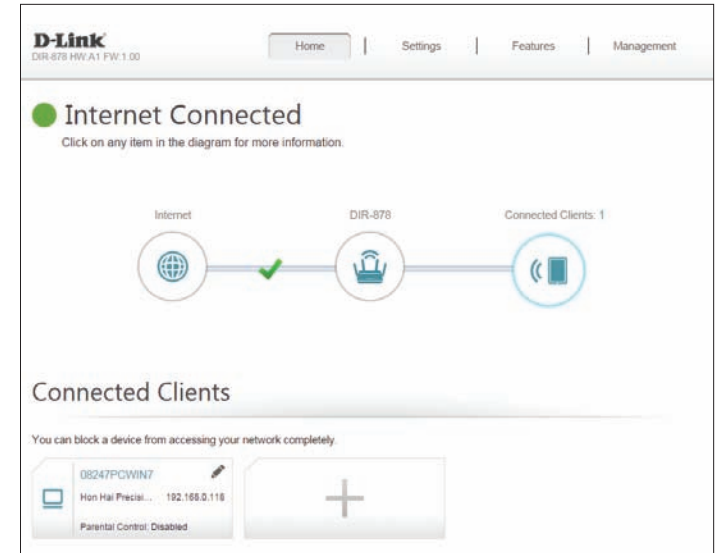 D-Link
DIR-878 HW:A1 FW:1.00
Home | Settings | Features | Management
Internet Connected
Click on any item in the diagram for more information.
Internet DIR-878 Connected Clients: 1
Connected Clients
You can block a device from accessing your network completely.
08247PCWIN7
Hon Hai Precisi... 192.168.0.118
Parental Control: Disabled